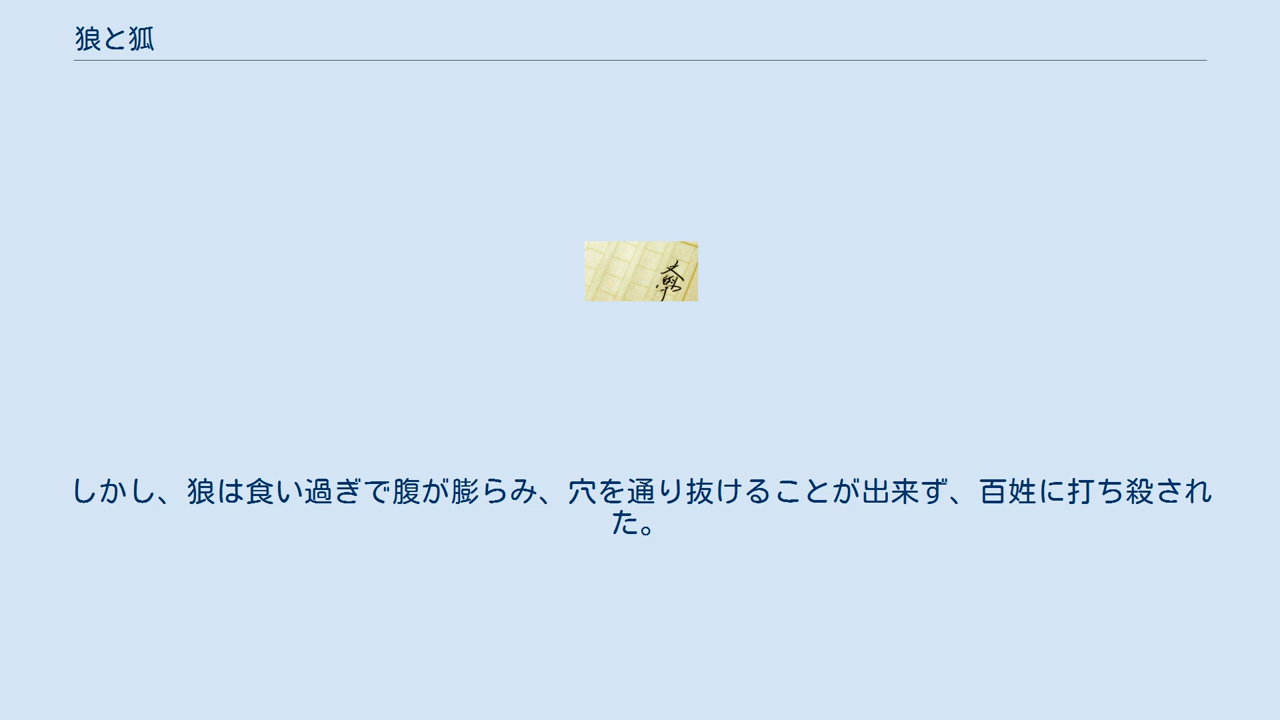 狼と狐
しかし、狼は食い過ぎで腹が膨らみ、穴を通り抜けることが出来ず、百姓に打ち殺され
た。